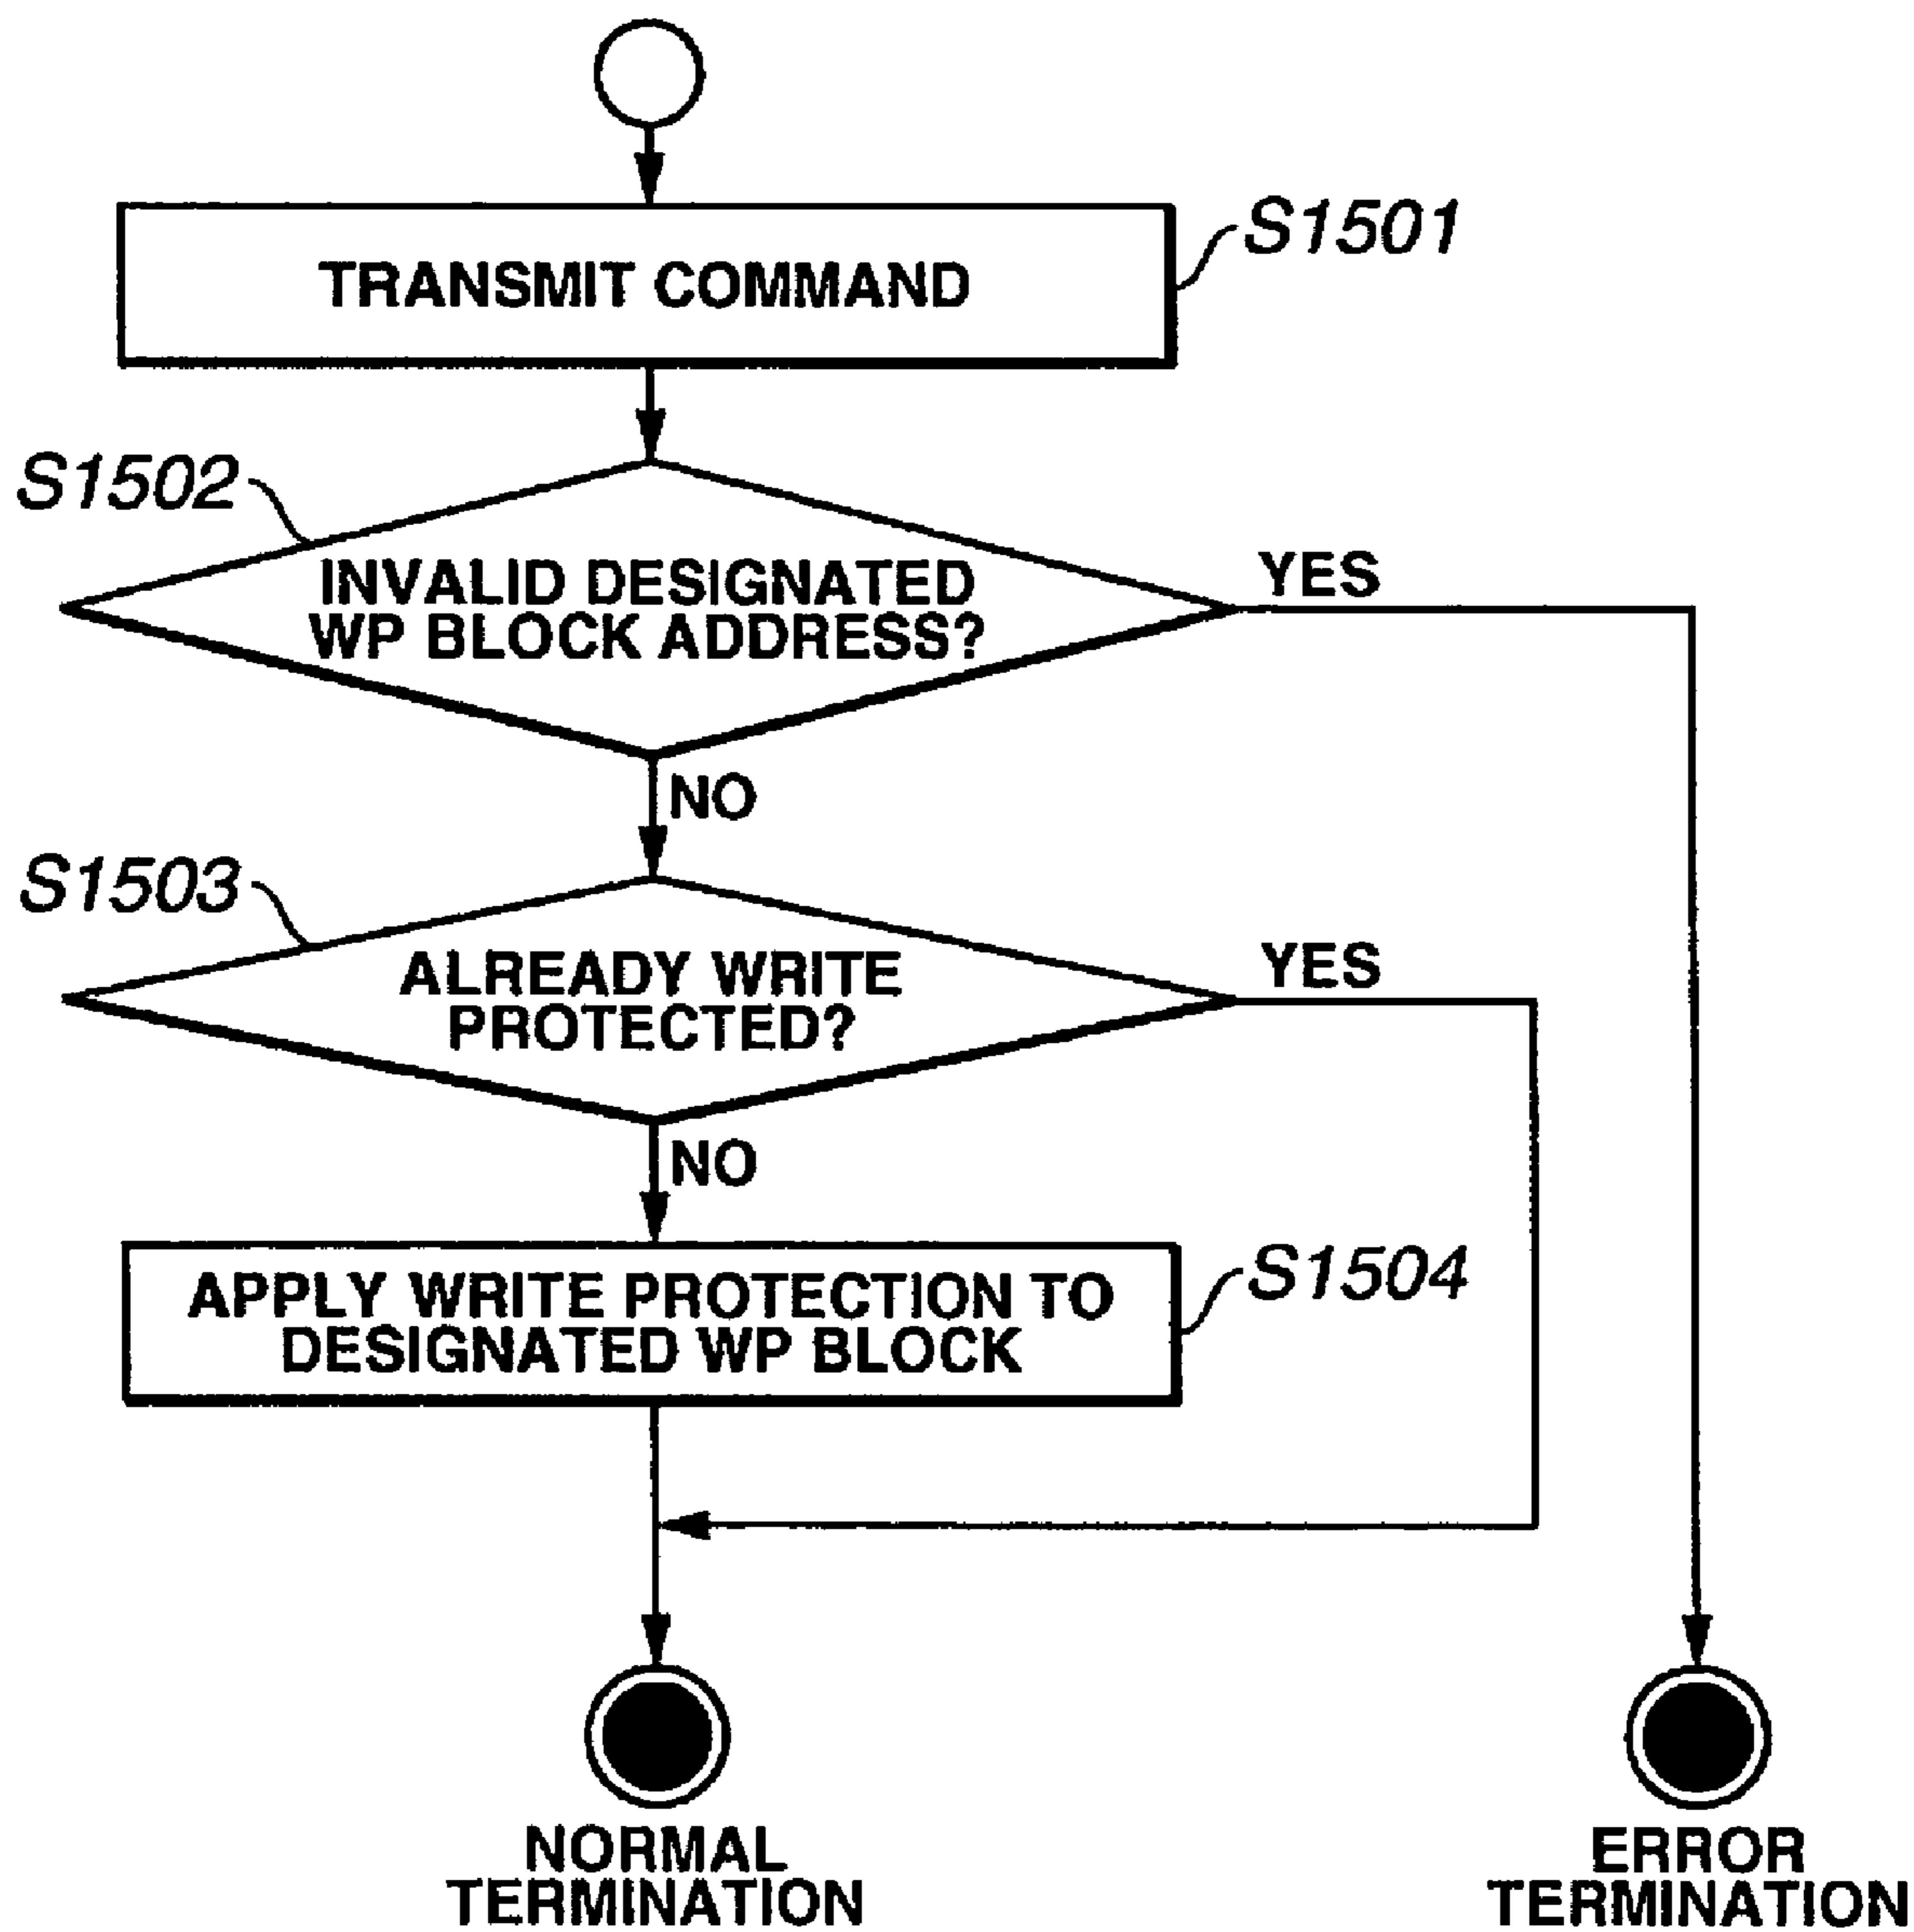 S1501
TRANSMIT COMMAND
S1502
INVALID DESIGNATED
WP BLOCK ADDRESS?
YES
NO
S1503
ALREADY WRITE
PROTECTED?
YES
NO
S1504
APPLY WRITE PROTECTION TO
DESIGNATED WP BLOCK
NORMAL
TERMINATION
ERROR
TERMINATION